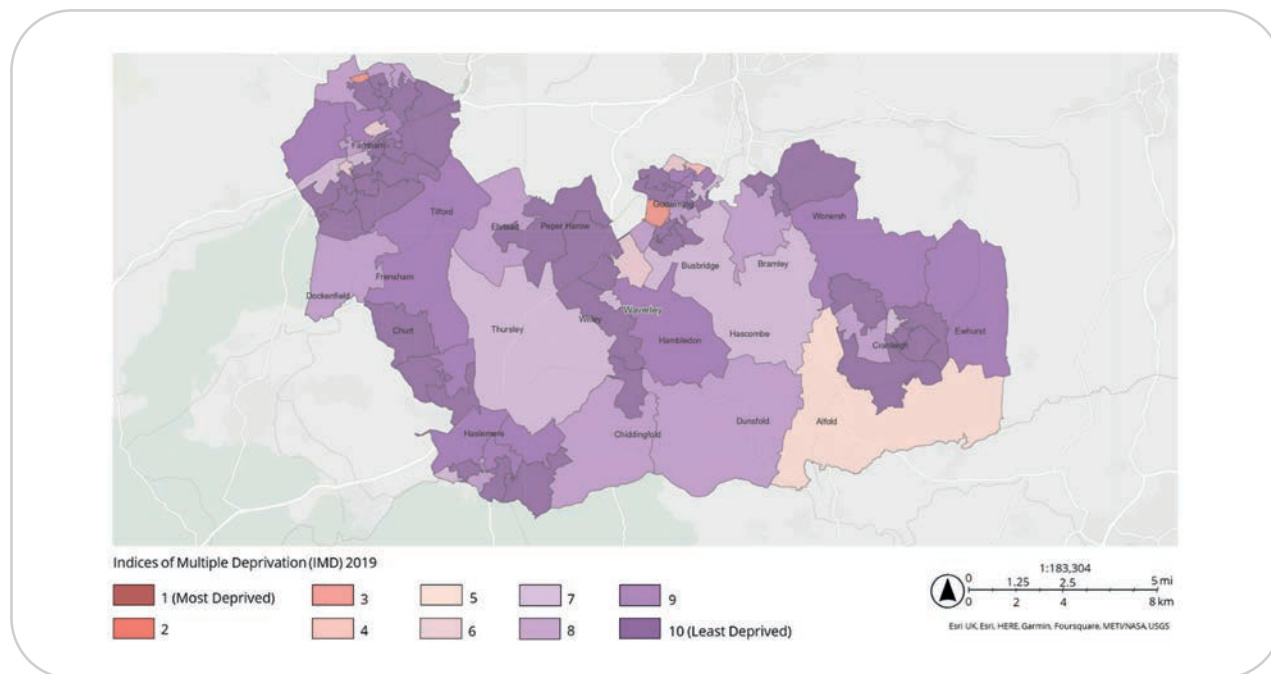 Farnham
Tilford
Elstead
Peper Harow
Godalming
Wonersh
Busbridge
Bramley
Frensham
Dockenfield
Churt
Thursley
Witley
Waverley
Hambledon
Hascombe
Cranleigh
Ewhurst
Haslemere
Chiddingfold
Dunsfold
Alfold
Indices of Multiple Deprivation (IMD) 2019
1 (Most Deprived)
3
5
7
9
2
4
6
8
10 (Least Deprived)
1:183,304
0 1.25 2.5 5 mi
0 2 4 8 km
Esri UK, Esri, HERE, Garmin, Foursquare, METI/NASA, USGS